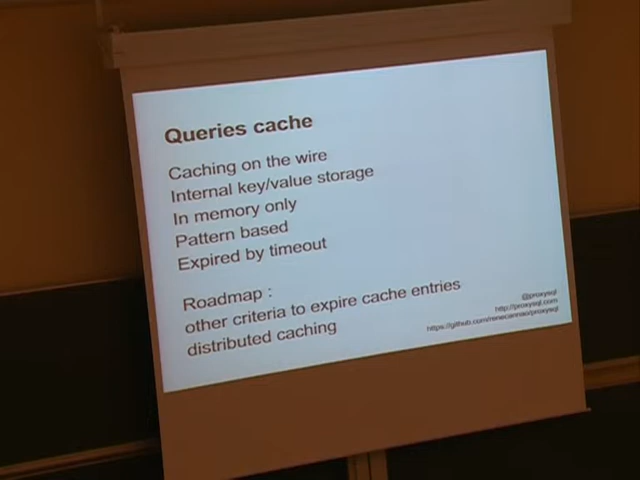 Queries cache
Caching on the wire
Internal key/value storage
In memory only
Pattern based
Expired by timeout
Roadmap :
other criteria to expire cache entries
distributed caching
@proxysql
http://proxysql.com
https://github.com/renecannao/proxysql